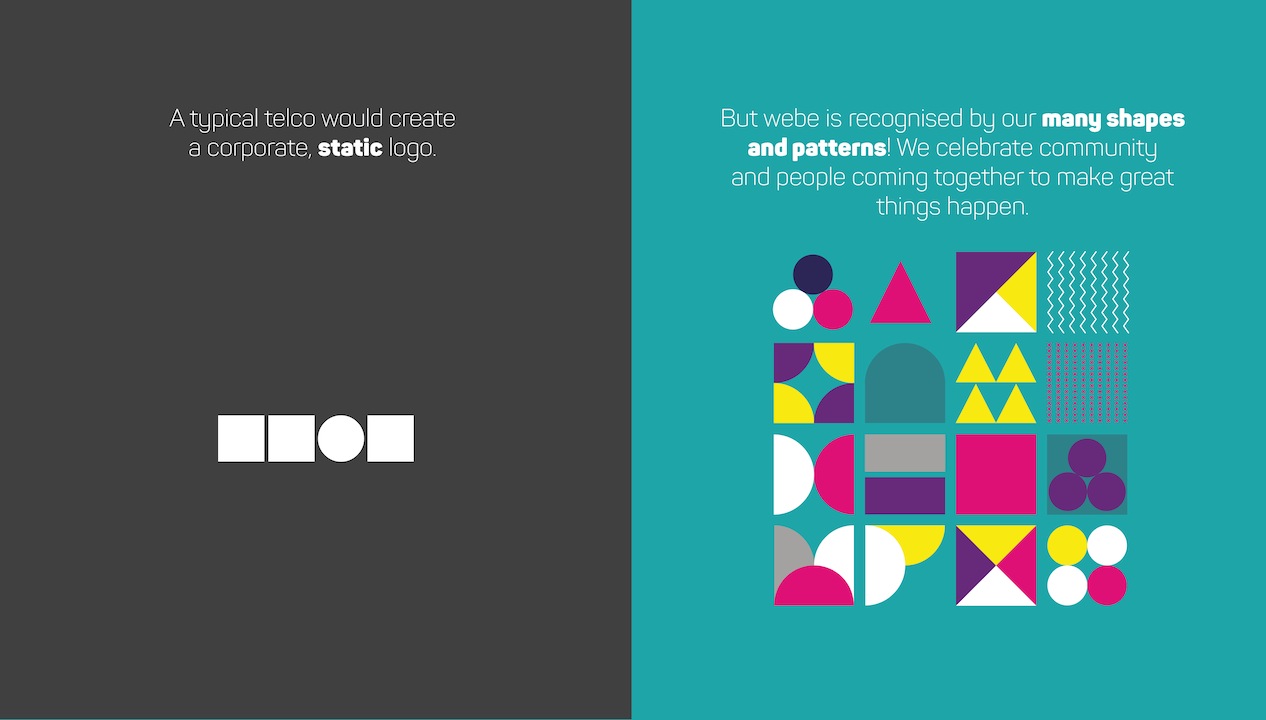 A typical telco would create
a corporate, static logo.
But webe is recognised by our many shapes
and patterns! We celebrate community
and people coming together to make great
things happen.